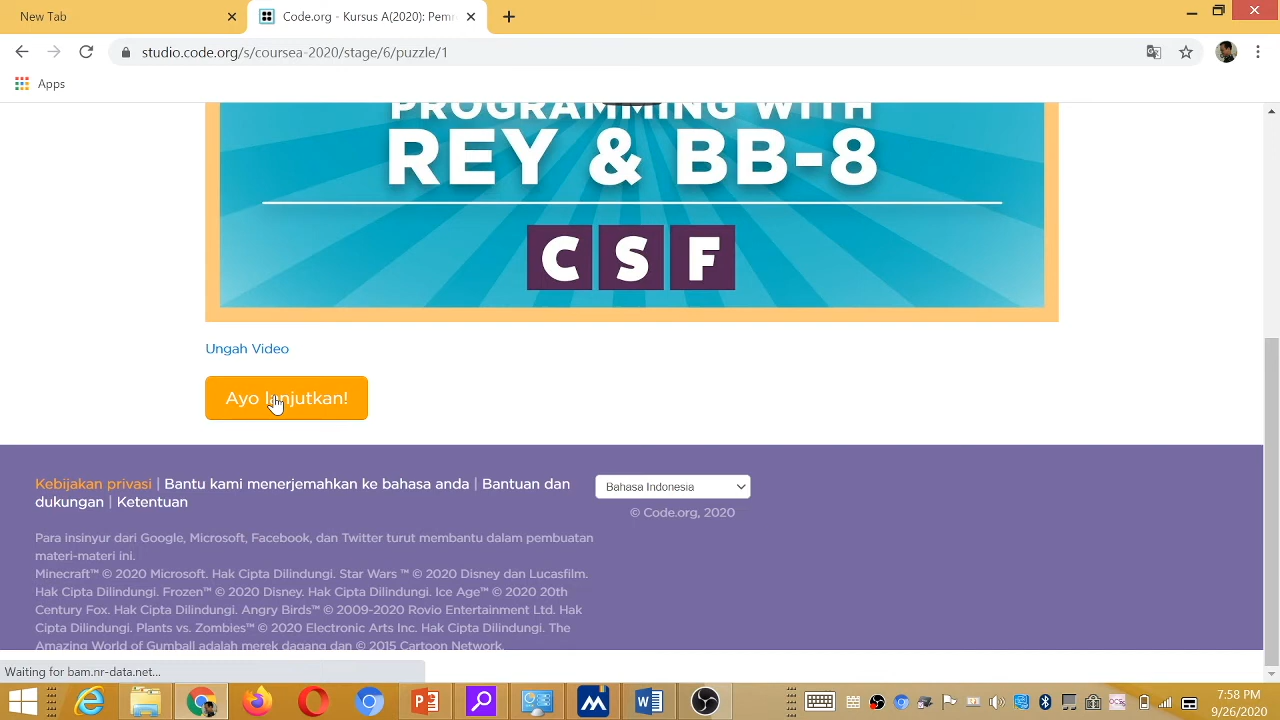 New Tab
Code.org - Kursus A(2020): Pem
studio.code.org/s/coursea-2020/stage/6/puzzle/1
Apps
PROGRAMMING WITH
REY & BB-8
C S F
Ungah Video
Ayo lanjutkan!
Kebijakan privasi | Bantu kami menerjemahkan ke bahasa anda | Bantuan dan
dukungan | Ketentuan
Bahasa Indonesia
© Code.org, 2020
Para insinyur dari Google, Microsoft, Facebook, dan Twitter turut membantu dalam pembuatan
materi-materi ini.
Minecraft™ © 2020 Microsoft. Hak Cipta Dilindungi. Star Wars ™ © 2020 Disney dan Lucasfilm.
Hak Cipta Dilindungi. Frozen™ © 2020 Disney. Hak Cipta Dilindungi. Ice Age™ © 2020 20th
Century Fox. Hak Cipta Dilindungi. Angry Birds™ © 2009-2020 Rovio Entertainment Ltd. Hak
Cipta Dilindungi. Plants vs. Zombies™ © 2020 Electronic Arts Inc. Hak Cipta Dilindungi. The
Amazing World of Gumball adalah merek dagang dan © 2015 Cartoon Network.
Waiting for bam.nr-data.net...
7:58 PM
9/26/2020